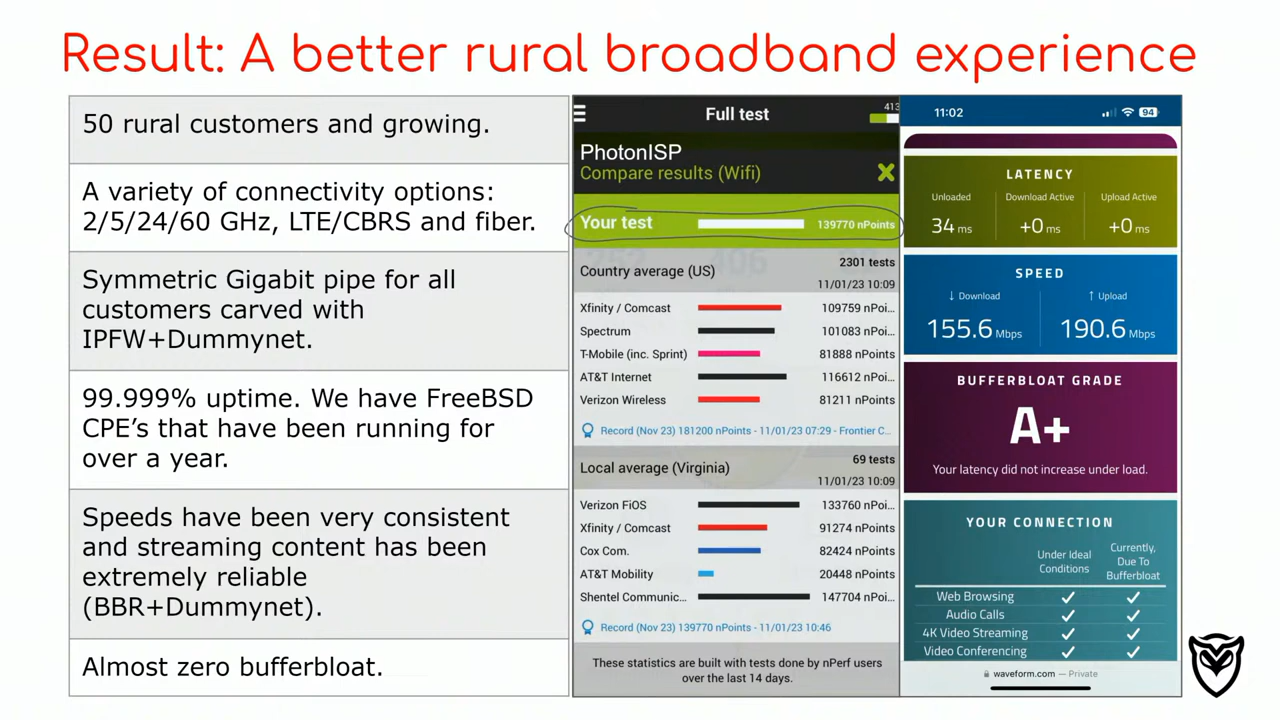 Result: A better rural broadband experience
50 rural customers and growing.
A variety of connectivity options:
2/5/24/60 GHz, LTE/CBRS and fiber.
Symmetric Gigabit pipe for all
customers carved with
IPFW+Dummynet.
99.999% uptime. We have FreeBSD
CPE’s that have been running for
over a year.
Speeds have been very consistent
and streaming content has been
extremely reliable
(BBR+Dummynet).
Almost zero bufferbloat.
Full test
413
PhotonISP
Compare results (Wifi)
Your test 139770 nPoints
Country average (US) 2301 tests
11/01/23 10:09
Xfinity / Comcast 109759 nPoi...
Spectrum 101083 nPoi...
T-Mobile (inc. Sprint) 81888 nPoints
AT&T Internet 116612 nPoi...
Verizon Wireless 81211 nPoints
Record (Nov 23) 181200 nPoints - 11/01/23 07:29 - Frontier C...
Local average (Virginia) 69 tests
11/01/23 10:09
Verizon FiOS 133760 nPoints
Xfinity / Comcast 91274 nPoints
Cox Com. 82424 nPoints
AT&T Mobility 20448 nPoints
Shentel Communic... 147704 nPoi...
Record (Nov 23) 139770 nPoints - 11/01/23 10:46
These statistics are built with tests done by nPerf users
over the last 14 days.
11:02 94
LATENCY
Unloaded Download Active Upload Active
34 ms +0 ms +0 ms
SPEED
↓ Download ↑ Upload
155.6 Mbps 190.6 Mbps
BUFFERBLOAT GRADE
A+
Your latency did not increase under load.
YOUR CONNECTION
Under Ideal
Conditions
Currently,
Due To
Bufferbloat
Web Browsing ✓ ✓
Audio Calls ✓ ✓
4K Video Streaming ✓ ✓
Video Conferencing ✓ ✓
waveform.com — Private